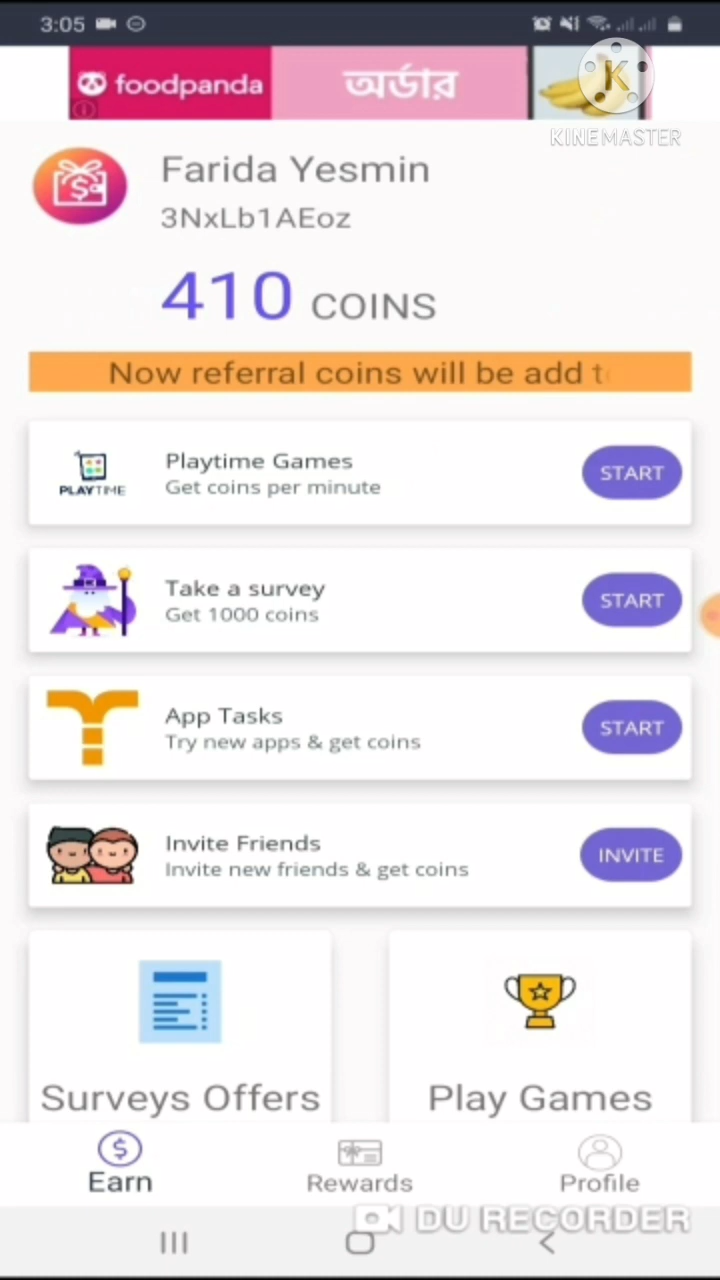 3:05
foodpanda
অর্ডার
K
KINEMASTER
Farida Yesmin
3NxLb1AEoz
410 COINS
Now referral coins will be add
Playtime Games
Get coins per minute
START
PLAYTIME
Take a survey
Get 1000 coins
START
App Tasks
Try new apps & get coins
START
Invite Friends
Invite new friends & get coins
INVITE
Surveys Offers
Play Games
Earn
Rewards
Profile
DU RECORDER